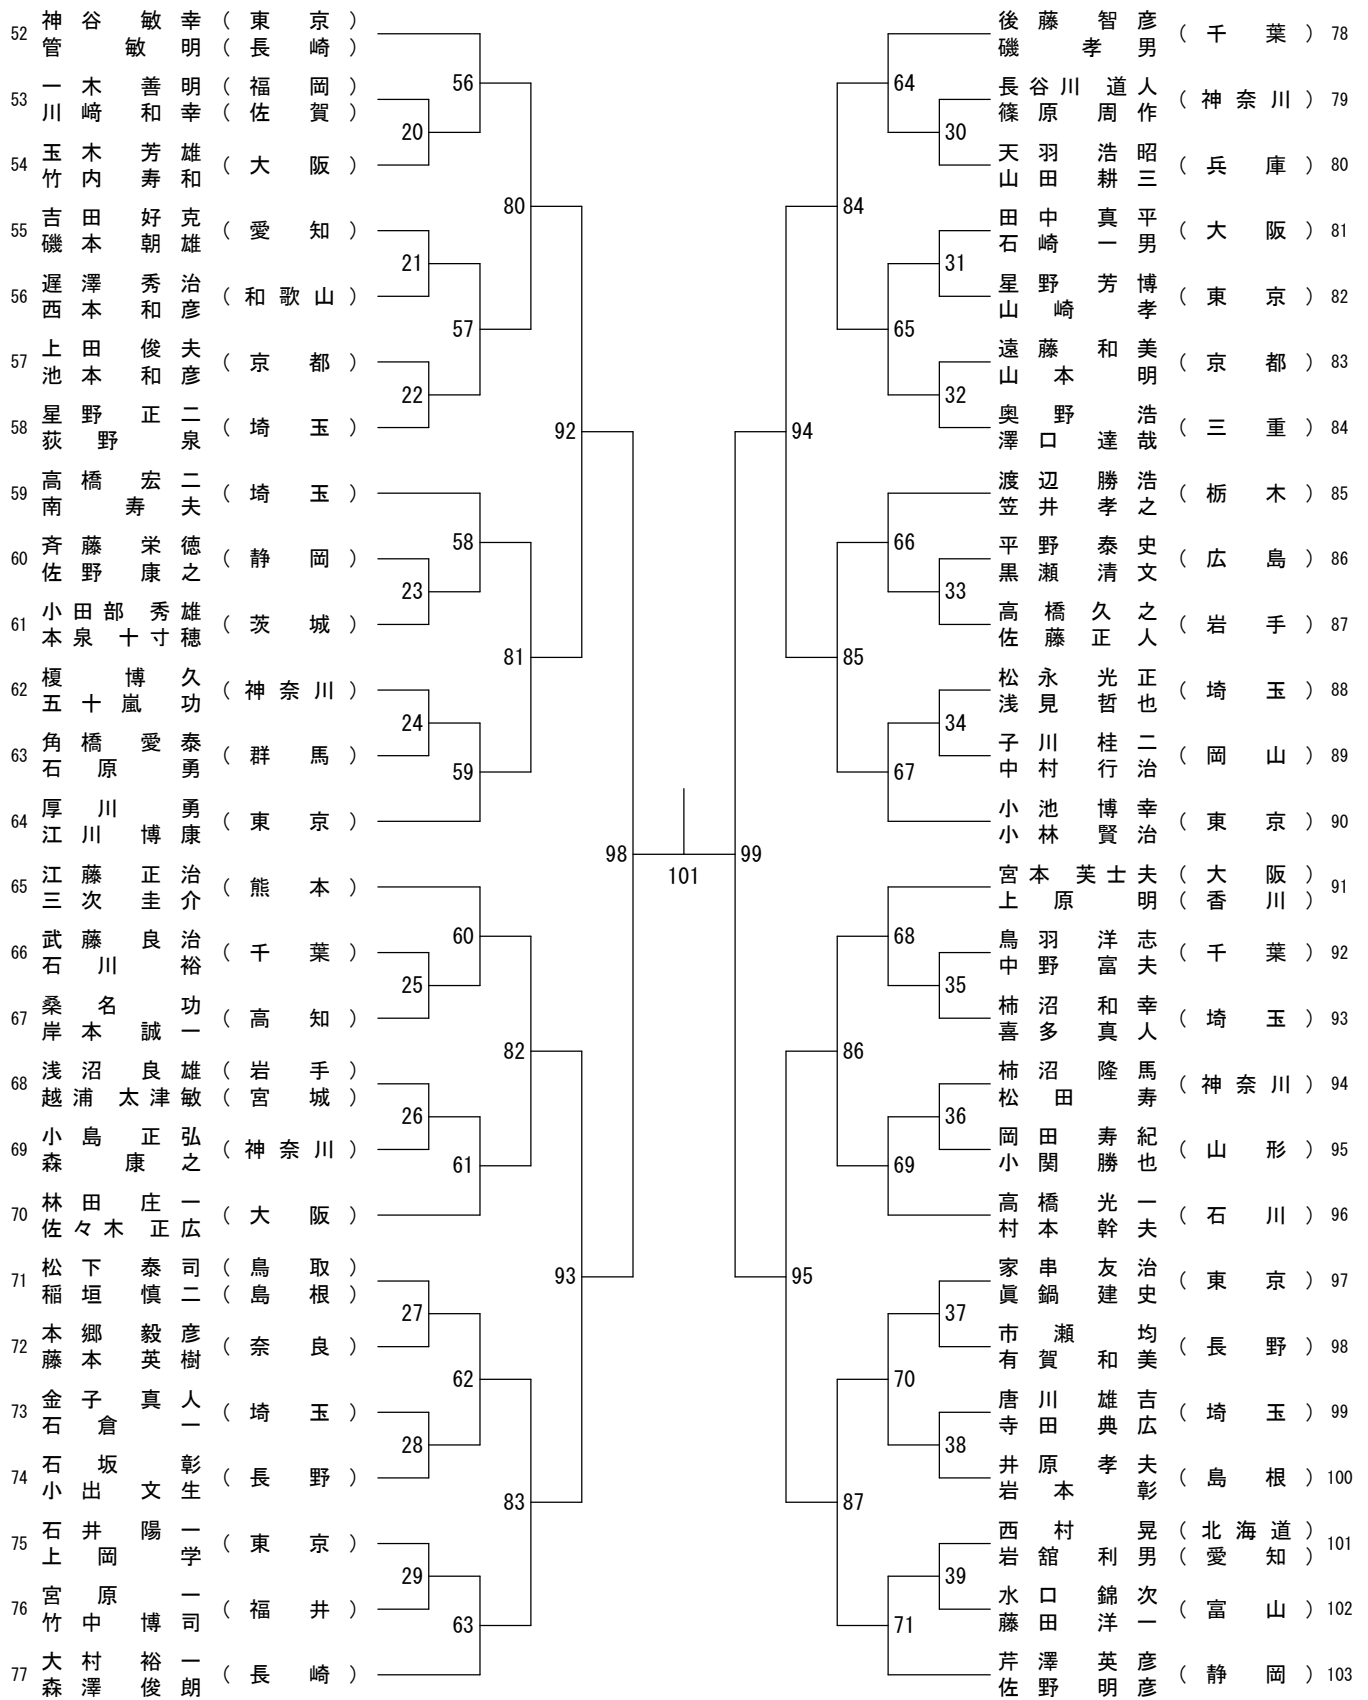 52 神谷 敏幸 (東京)
菅 敏明 (長崎)
53 一木 善明 (福岡)
川﨑 和幸 (佐賀)
54 玉木 芳雄 (大阪)
竹内 寿和
55 吉田 好克 (愛知)
磯本 朝雄
56 遅澤 秀治 (和歌山)
西本 和彦
57 上田 俊夫 (京都)
池本 和彦
58 星野 正二 (埼玉)
荻野 泉
59 高橋 宏二 (埼玉)
南 寿夫
60 斉藤 栄徳 (静岡)
佐野 康之
61 小田部 秀雄 (茨城)
本泉 十寸穂
62 榎 博久 (神奈川)
五十嵐 功
63 角橋 愛泰 (群馬)
石原 勇
64 厚川 勇 (東京)
江川 博康
65 江藤 正治 (熊本)
三次 圭介
66 武藤 良治 (千葉)
石川 裕
67 桑名 功 (高知)
岸本 誠一
68 浅沼 良雄 (岩手)
越浦 太津敏 (宮城)
69 小島 正弘 (神奈川)
森 康之
70 林田 庄一 (大阪)
佐々木 正広
71 松下 泰司 (鳥取)
稲垣 慎二 (島根)
72 本郷 毅彦 (奈良)
藤本 英樹
73 金子 真人 (埼玉)
石倉 一
74 石坂 彰 (長野)
小出 文生
75 石井 陽一 (東京)
上岡 学
76 宮原 一 (福井)
竹中 博司
77 大村 裕一 (長崎)
森澤 俊朗
56
20
80
21
57
22
92
58
23
81
24
59
98
60
25
82
26
61
93
27
62
28
83
29
63
101
99
64
30
84
31
65
32
94
66
33
85
34
67
68
35
86
36
69
95
37
70
38
87
39
71
後藤 智彦 (千葉) 78
磯 孝男
長谷川 道人 (神奈川) 79
篠原 周作
天羽 浩昭 (兵庫) 80
山田 耕三
田中 真平 (大阪) 81
石崎 一男
星野 芳博 (東京) 82
山崎 孝
遠藤 和美 (京都) 83
山本 明
奥野 浩 (三重) 84
澤口 達哉
渡辺 勝浩 (栃木) 85
笠井 孝之
平野 泰史 (広島) 86
黒瀬 清文
高橋久之 (岩手) 87
佐藤正人
松永 光正 (埼玉) 88
浅見 哲也
子川 桂二 (岡山) 89
中村 行治
小池 博幸 (東京) 90
小林 賢治
宮本 芙士夫 (大阪) 91
上原 明 (香川)
鳥羽 洋志 (千葉) 92
中野 富夫
柿沼 和幸 (埼玉) 93
喜多 真人
柿沼 隆馬 (神奈川) 94
松田 寿
岡田 寿紀 (山形) 95
小関 勝也
高橋 光一 (石川) 96
村本 幹夫
家串 友治 (東京) 97
眞鍋 建史
市瀬 均 (長野) 98
有賀 和美
唐川 雄吉 (埼玉) 99
寺田 典広
井原 孝夫 (島根) 100
岩本 彰
西村 晃 (北海道) 101
岩舘 利男 (愛知)
水口 錦次 (富山) 102
藤田 洋一
芹澤 英彦 (静岡) 103
佐野 明彦